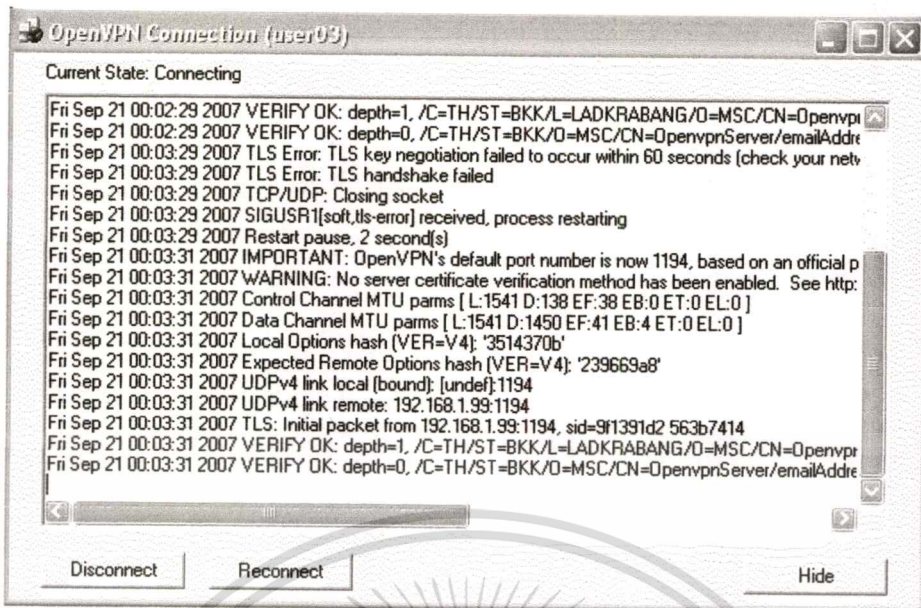 OpenVPN Connection (user03)
Current State: Connecting
Fri Sep 21 00:02:29 2007 VERIFY OK: depth=1, /C=TH/ST=BKK/L=LADKRABANG/O=MSC/CN=Openvpr
Fri Sep 21 00:02:29 2007 VERIFY OK: depth=0, /C=TH/ST=BKK/O=MSC/CN=OpenvpnServer/emailAddre
Fri Sep 21 00:03:29 2007 TLS Error: TLS key negotiation failed to occur within 60 seconds (check your netv
Fri Sep 21 00:03:29 2007 TLS Error: TLS handshake failed
Fri Sep 21 00:03:29 2007 TCP/UDP: Closing socket
Fri Sep 21 00:03:29 2007 SIGUSR1[soft,tls-error] received, process restarting
Fri Sep 21 00:03:29 2007 Restart pause, 2 second(s)
Fri Sep 21 00:03:31 2007 IMPORTANT: OpenVPN's default port number is now 1194, based on an official p
Fri Sep 21 00:03:31 2007 WARNING: No server certificate verification method has been enabled. See http:
Fri Sep 21 00:03:31 2007 Control Channel MTU parms [ L:1541 D:138 EF:38 EB:0 ET:0 EL:0 ]
Fri Sep 21 00:03:31 2007 Data Channel MTU parms [ L:1541 D:1450 EF:41 EB:4 ET:0 EL:0 ]
Fri Sep 21 00:03:31 2007 Local Options hash (VER=V4): '3514370b'
Fri Sep 21 00:03:31 2007 Expected Remote Options hash (VER=V4): '239669a8'
Fri Sep 21 00:03:31 2007 UDPv4 link local (bound): [undef]:1194
Fri Sep 21 00:03:31 2007 UDPv4 link remote: 192.168.1.99:1194
Fri Sep 21 00:03:31 2007 TLS: Initial packet from 192.168.1.99:1194, sid=9f1391d2 563b7414
Fri Sep 21 00:03:31 2007 VERIFY OK: depth=1, /C=TH/ST=BKK/L=LADKRABANG/O=MSC/CN=Openvpr
Fri Sep 21 00:03:31 2007 VERIFY OK: depth=0, /C=TH/ST=BKK/O=MSC/CN=OpenvpnServer/emailAddre
Disconnect Reconnect Hide